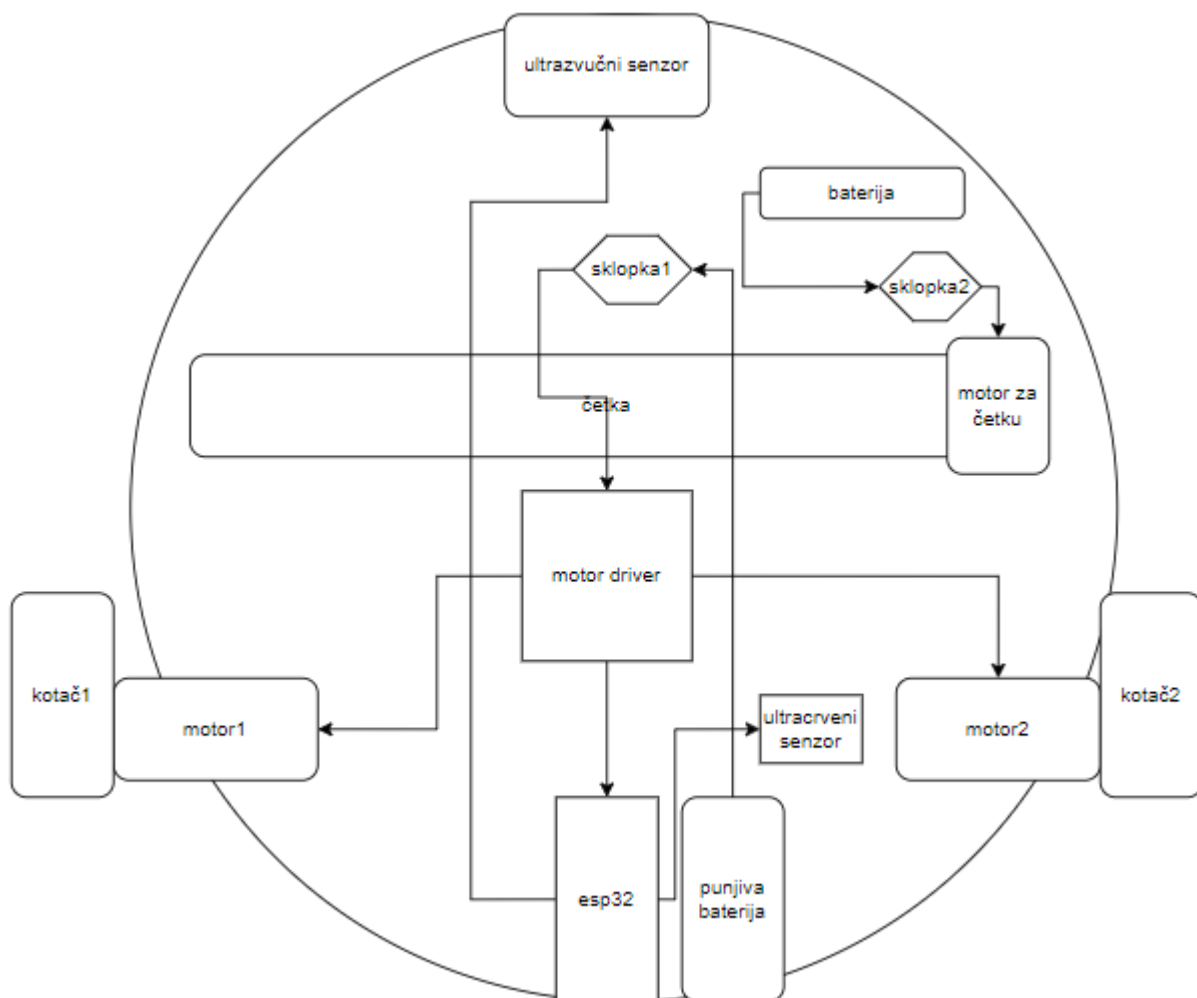 ultrazvučni senzor
baterija
sklopka1
sklopka2
motor za
četku
četka
motor driver
kotač1
motor1
ultracrveni
senzor
motor2
kotač2
esp32
punjiva
baterija